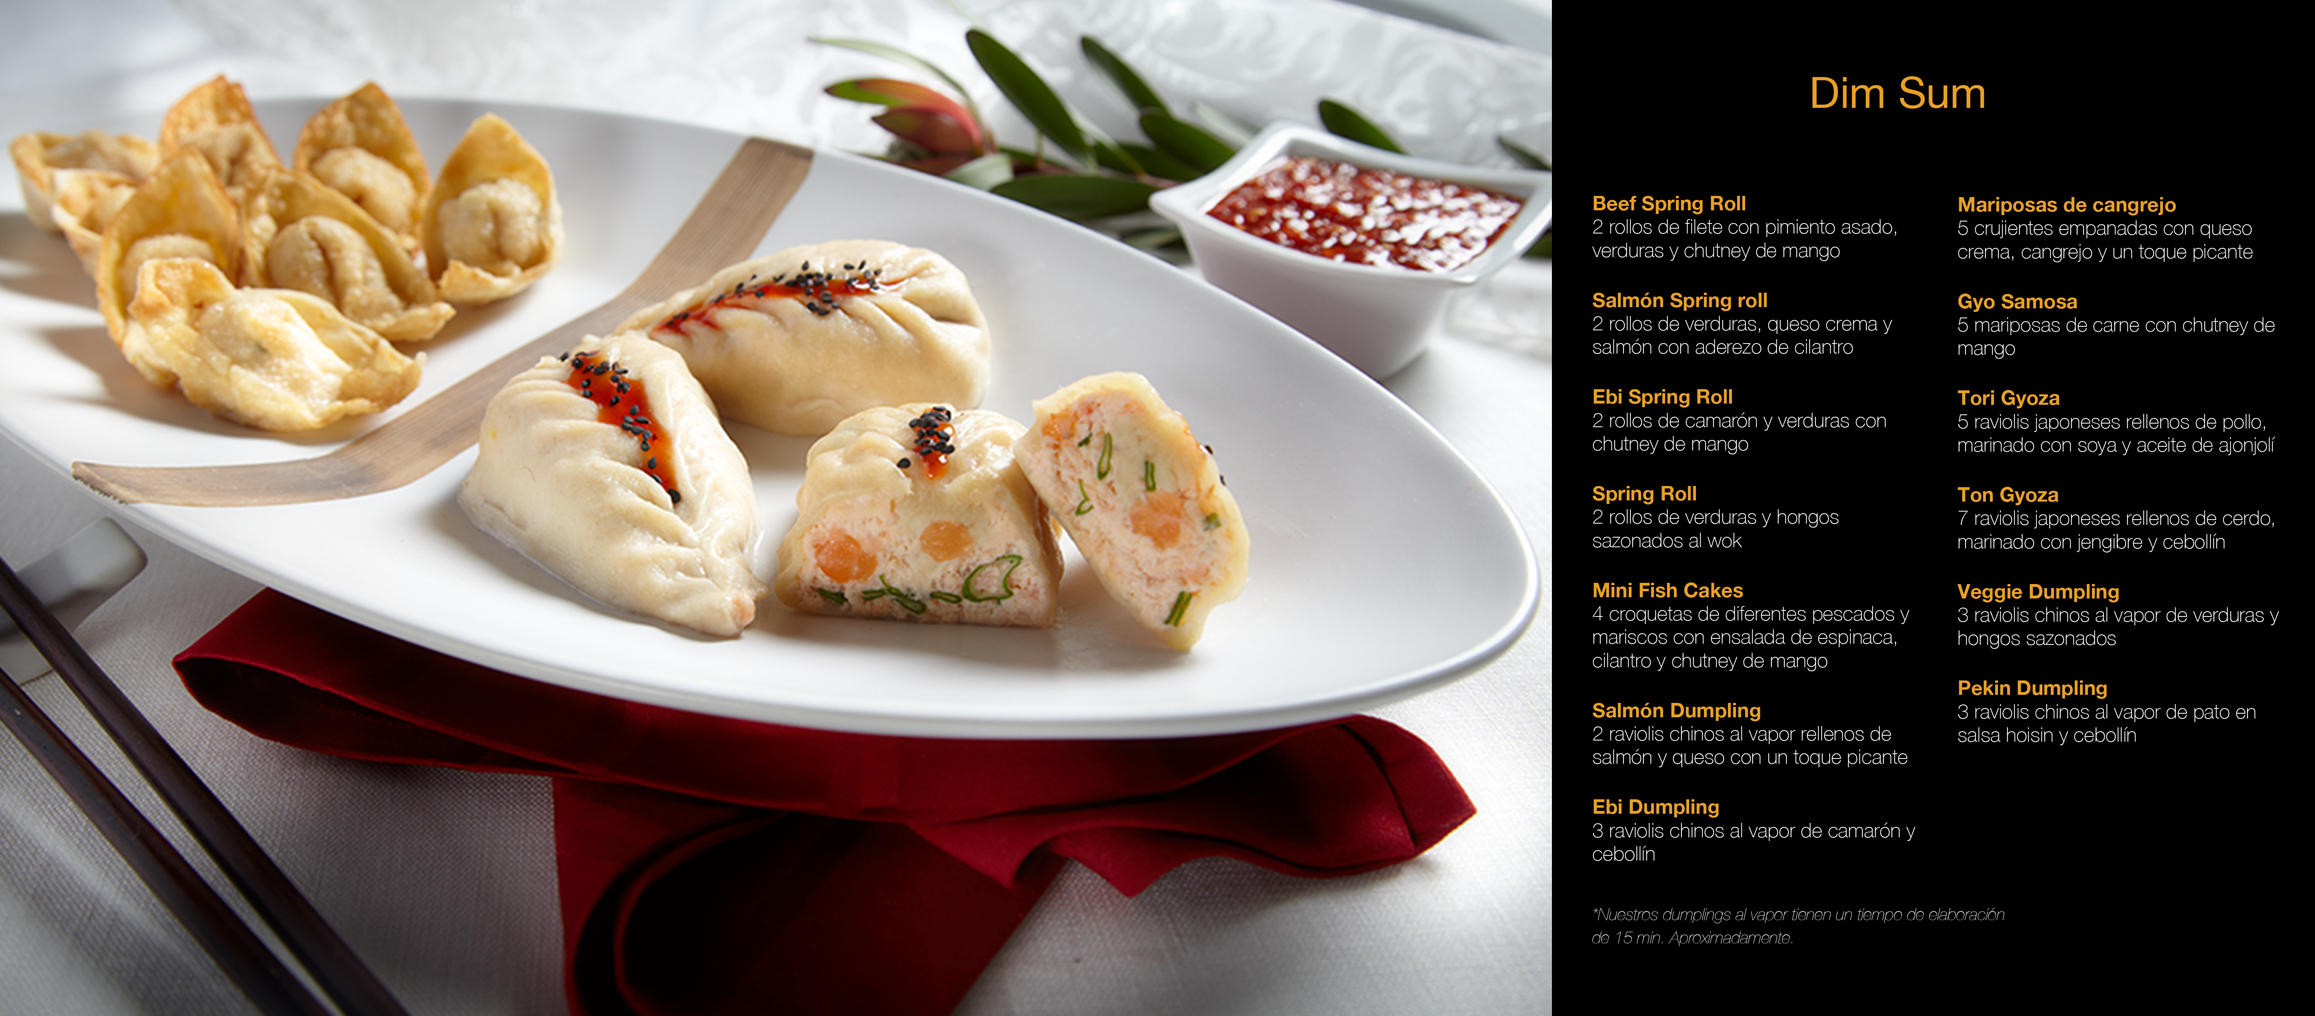 Dim Sum
Beef Spring Roll
2 rollos de filete con pimiento asado,
verduras y chutney de mango
Salmón Spring roll
2 rollos de verduras, queso crema y
salmón con aderezo de cilantro
Ebi Spring Roll
2 rollos de camarón y verduras con
chutney de mango
Spring Roll
2 rollos de verduras y hongos
sazonados al wok
Mini Fish Cakes
4 croquetas de diferentes pescados y
mariscos con ensalada de espinaca,
cilantro y chutney de mango
Salmón Dumpling
2 raviolis chinos al vapor rellenos de
salmón y queso con un toque picante
Ebi Dumpling
3 raviolis chinos al vapor de camarón y
cebollín
Mariposas de cangrejo
5 crujientes empanadas con queso
crema, cangrejo y un toque picante
Gyo Samosa
5 mariposas de carne con chutney de
mango
Tori Gyoza
5 raviolis japoneses rellenos de pollo,
marinado con soya y aceite de ajonjolí
Ton Gyoza
7 raviolis japoneses rellenos de cerdo,
marinado con jengibre y cebollín
Veggie Dumpling
3 raviolis chinos al vapor de verduras y
hongos sazonados
Pekin Dumpling
3 raviolis chinos al vapor de pato en
salsa hoisin y cebollín
*Nuestros dumplings al vapor tienen un tiempo de elaboración
de 15 min. Aproximadamente.